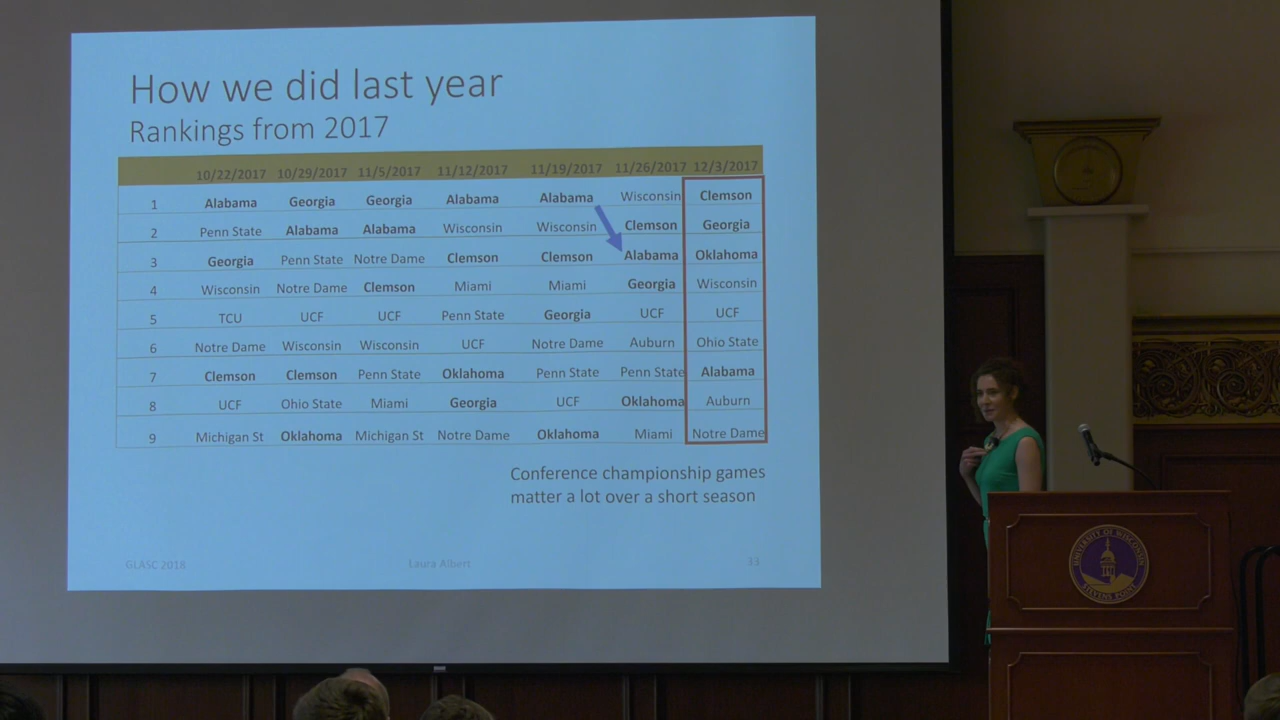 How we did last year
Rankings from 2017
10/22/2017 10/29/2017 11/5/2017 11/12/2017 11/19/2017 11/26/2017 12/3/2017
1 Alabama Georgia Georgia Alabama Alabama Wisconsin Clemson
2 Penn State Alabama Alabama Wisconsin Wisconsin Clemson Georgia
3 Georgia Penn State Notre Dame Clemson Clemson Alabama Oklahoma
4 Wisconsin Notre Dame Clemson Miami Miami Georgia Wisconsin
5 TCU UCF UCF Penn State Georgia UCF UCF
6 Notre Dame Wisconsin Wisconsin UCF Notre Dame Auburn Ohio State
7 Clemson Clemson Penn State Oklahoma Penn State Penn State Alabama
8 UCF Ohio State Miami Georgia UCF Oklahoma Auburn
9 Michigan St Oklahoma Michigan St Notre Dame Oklahoma Miami Notre Dame
Conference championship games
matter a lot over a short season
GLASC 2018 Laura Albert 33
UNIVERSITY OF WISCONSIN
STEVENS POINT